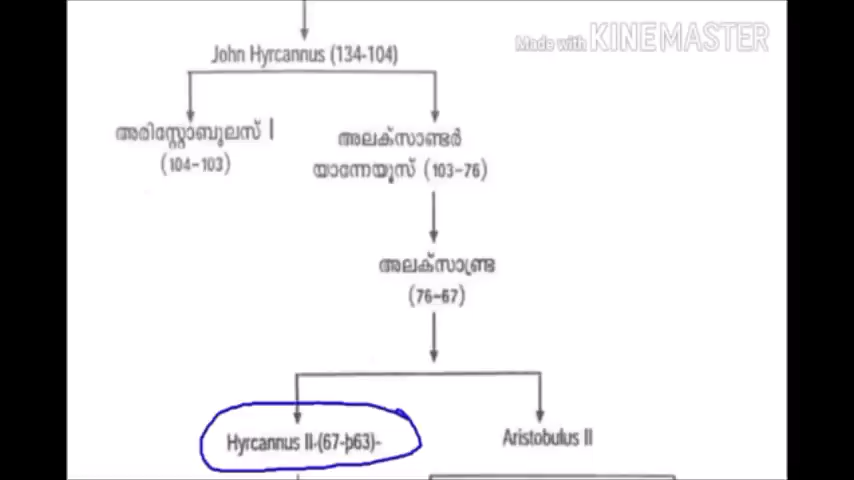 Made with KINEMASTER
John Hyrcannus (134-104)
അരിസ്റ്റോബുലസ് I
(104-103)
അലക്സാണ്ടർ
യാന്നേയൂസ് (103-76)
അലക്സാണ്ട്ര
(76-67)
Hyrcannus II-(67-þ63)-
Aristobulus II